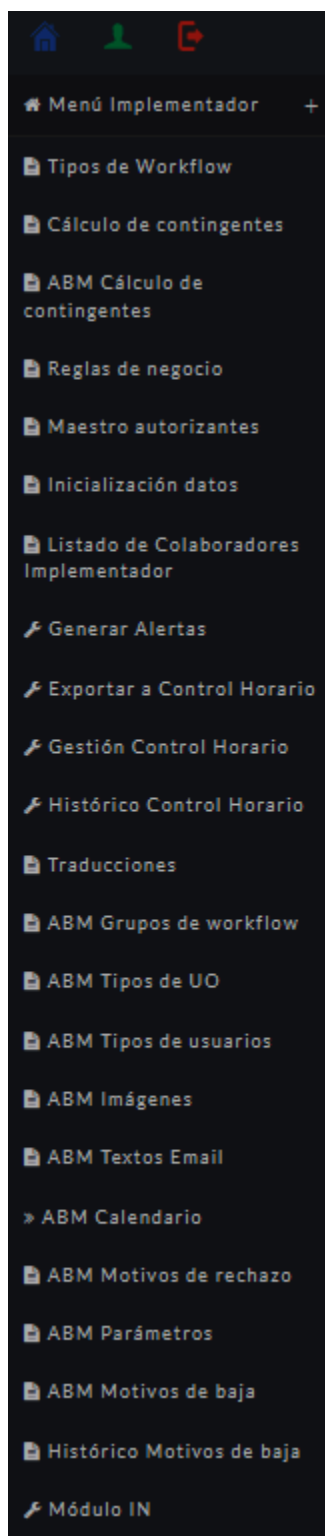 Menú Implementador +
Tipos de Workflow
Cálculo de contingentes
ABM Cálculo de
contingentes
Reglas de negocio
Maestro autorizantes
Inicialización datos
Listado de Colaboradores
Implementador
Generar Alertas
Exportar a Control Horario
Gestión Control Horario
Histórico Control Horario
Traducciones
ABM Grupos de workflow
ABM Tipos de UO
ABM Tipos de usuarios
ABM Imágenes
ABM Textos Email
» ABM Calendario
ABM Motivos de rechazo
ABM Parámetros
ABM Motivos de baja
Histórico Motivos de baja
Módulo IN